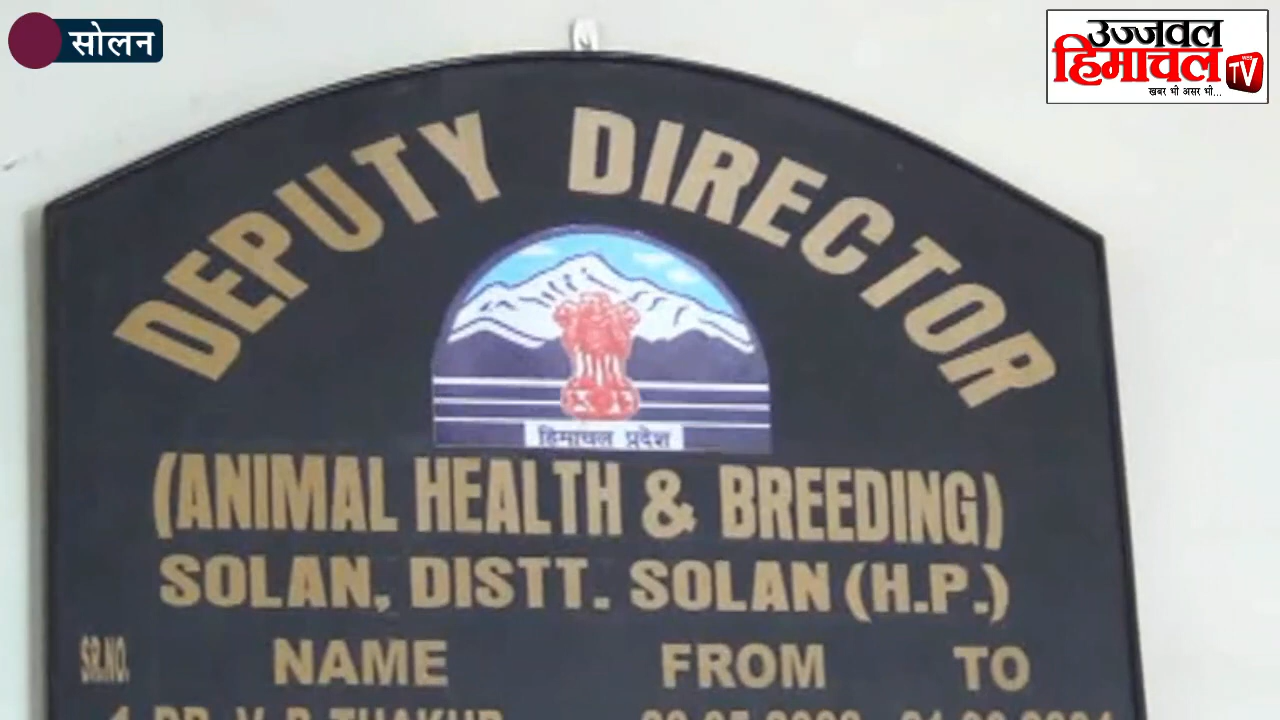 सोलन
उज्जवल
हिमाचल
WEB
TV
खबर भी असर भी...
DEPUTY DIRECTOR
हिमाचल प्रदेश
(ANIMAL HEALTH & BREEDING)
SOLAN, DISTT. SOLAN (H.P.)
SR.NO. NAME FROM TO